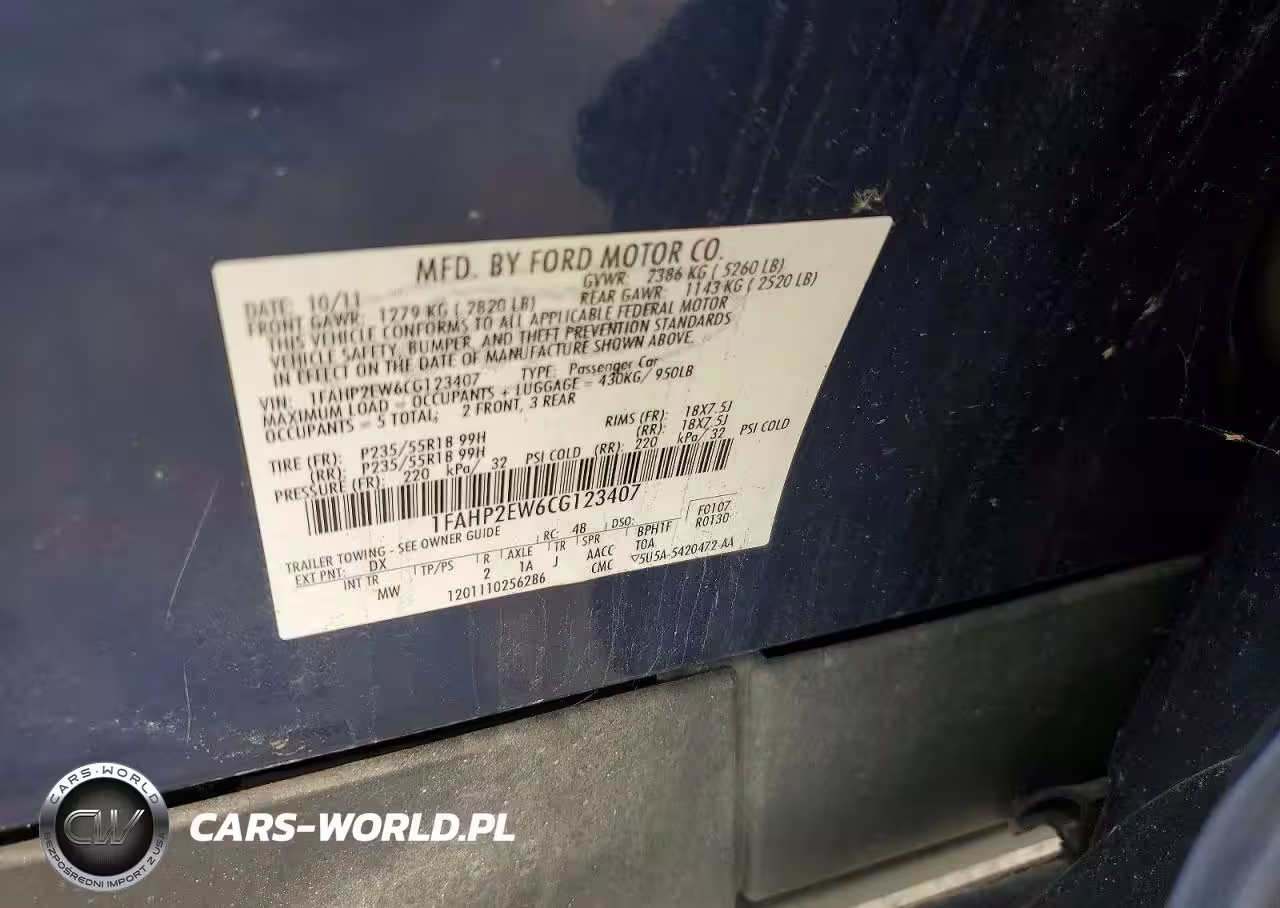 MFD. BY FORD MOTOR CO.
DATE: 10/11 GVWR: 2386 KG ( 5260 LB)
FRONT GAWR: 1279 KG ( 2820 LB) REAR GAWR: 1143 KG ( 2520 LB)
THIS VEHICLE CONFORMS TO ALL APPLICABLE FEDERAL MOTOR
VEHICLE SAFETY, BUMPER, AND THEFT PREVENTION STANDARDS
IN EFFECT ON THE DATE OF MANUFACTURE SHOWN ABOVE.
VIN: 1FAHP2EW6CG123407 TYPE: Passenger Car
MAXIMUM LOAD = OCCUPANTS + LUGGAGE = 430KG/ 950LB
OCCUPANTS = 5 TOTAL; 2 FRONT, 3 REAR
TIRE (FR): P235/55R18 99H RIMS (FR): 18X7.5J
(RR): P235/55R18 99H (RR): 18X7.5J
PRESSURE (FR): 220 kPa/ 32 PSI COLD (RR): 220 kPa/ 32 PSI COLD
1FAHP2EW6CG123407
TRAILER TOWING - SEE OWNER GUIDE
F0107
EXT PNT: DX RC: 48 DSO: R0130
INT TR TP/PS R AXLE TR SPR BPH1F
MW 2 1A J AACC TOA
1201110256286 CMC ▽5U5A-5420472-AA
CARS-WORLD
CW
BEZPOŚREDNI IMPORT Z USA
CARS-WORLD.PL